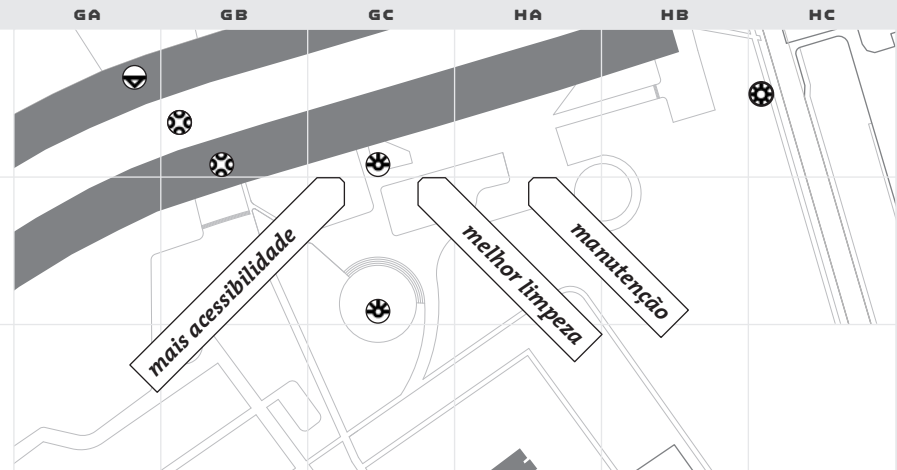 GA GB GC HA HB HC
mais acessibilidade
melhor limpeza
manutenção